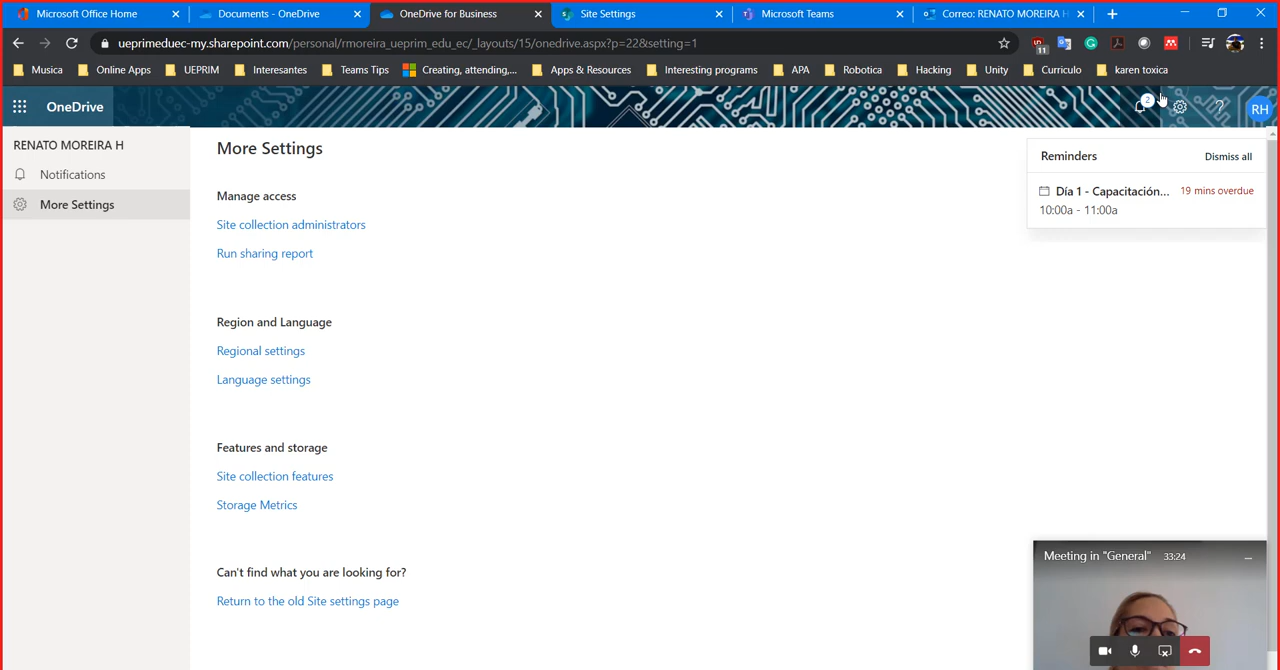 Microsoft Office Home
Documents - OneDrive
OneDrive for Business
Site Settings
Microsoft Teams
Correo: RENATO MOREIRA H
ueprimeduec-my.sharepoint.com/personal/rmoreira_ueprim_edu_ec/_layouts/15/onedrive.aspx?p=22&setting=1
11
Musica
Online Apps
UEPRIM
Interesantes
Teams Tips
Creating, attending,...
Apps & Resources
Interesting programs
APA
Robotica
Hacking
Unity
Curriculo
karen toxica
OneDrive
2
?
RH
RENATO MOREIRA H
Notifications
More Settings
More Settings
Manage access
Site collection administrators
Run sharing report
Region and Language
Regional settings
Language settings
Features and storage
Site collection features
Storage Metrics
Can't find what you are looking for?
Return to the old Site settings page
Reminders
Dismiss all
Día 1 - Capacitación...
19 mins overdue
10:00a - 11:00a
Meeting in "General"
33:24